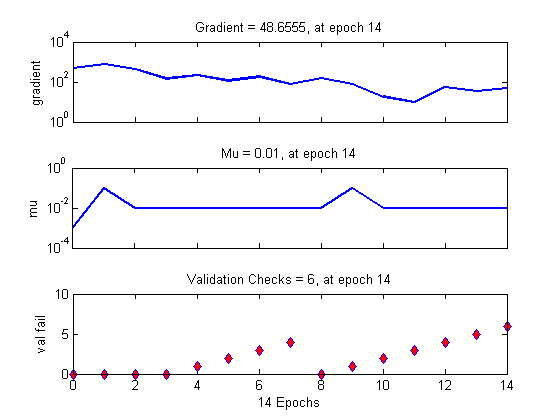 Gradient = 48.6555, at epoch 14
10^4
10^2
10^0
gradient
Mu = 0.01, at epoch 14
10^0
10^-2
10^-4
mu
Validation Checks = 6, at epoch 14
10
5
0
val fail
0 2 4 6 8 10 12 14
14 Epochs